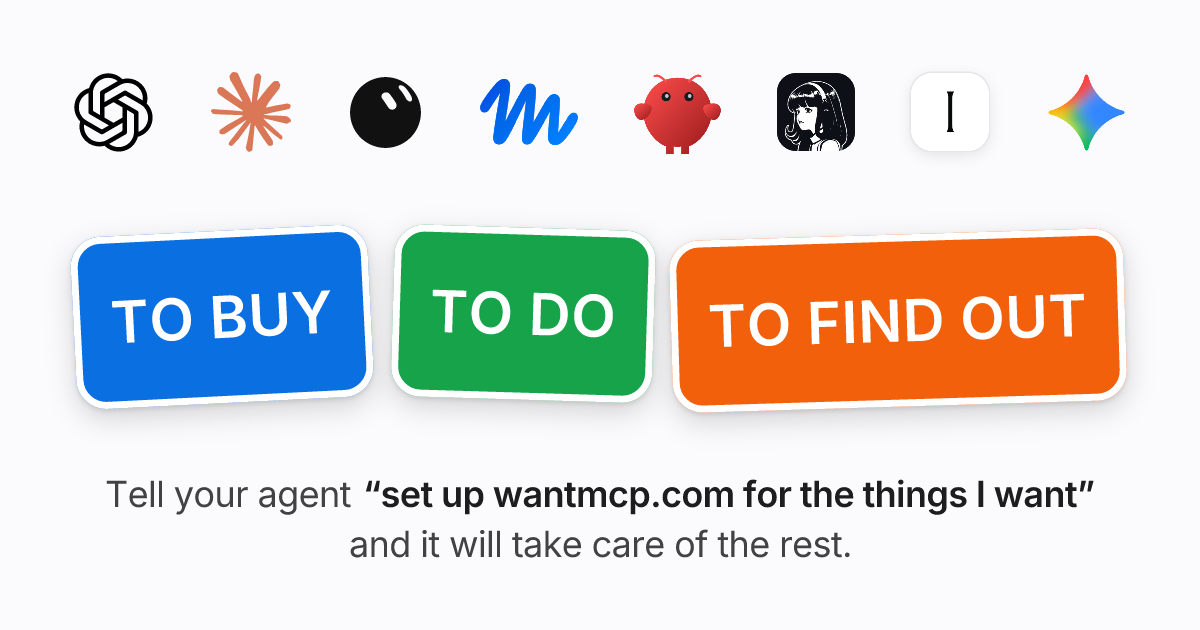 I
TO BUY
TO DO
TO FIND OUT
Tell your agent “set up wantmcp.com for the things I want”
and it will take care of the rest.